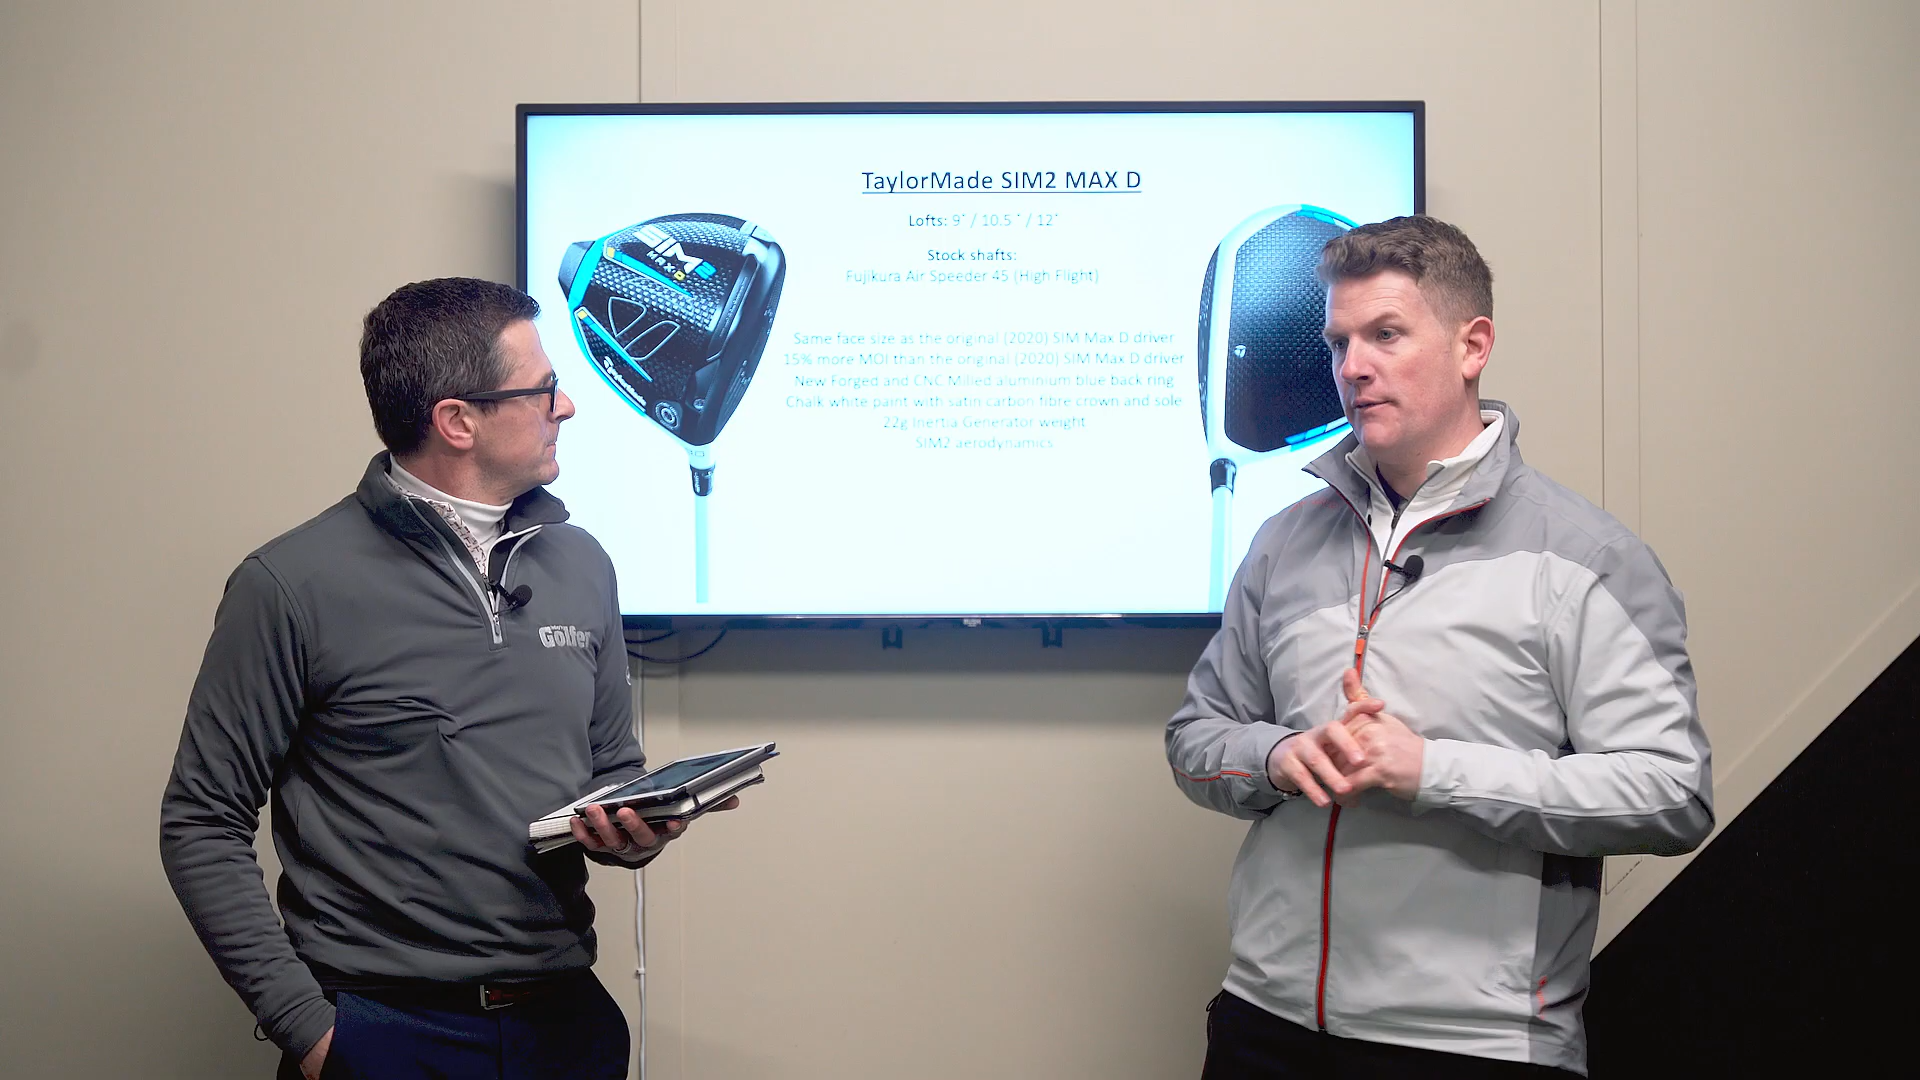 TaylorMade SIM2 MAX D
Lofts: 9° / 10.5 ° / 12°
Stock shafts:
Fujikura Air Speeder 45 (High Flight)
Same face size as the original (2020) SIM Max D driver
15% more MOI than the original (2020) SIM Max D driver
New Forged and CNC Milled aluminium blue back ring
Chalk white paint with satin carbon fibre crown and sole
22g Inertia Generator weight
SIM2 aerodynamics
SIM2
MAX D
TaylorMade
Golfer